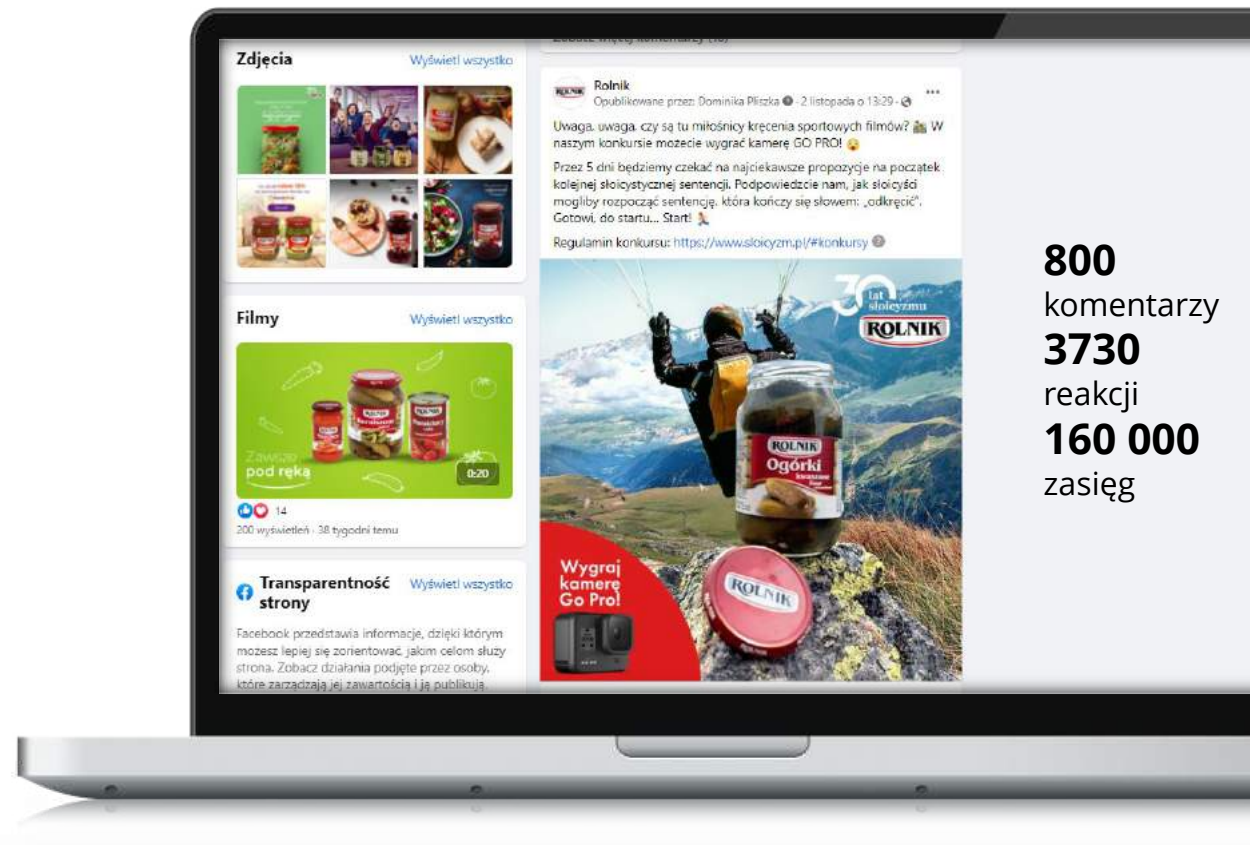 Zdjęcia
Wyświetl wszystko
Filmy
Wyświetl wszystko
Zawsze
pod ręką
0:20
14
200 wyświetleń · 38 tygodni temu
Transparentność
strony
Wyświetl wszystko
Facebook przedstawia informacje, dzięki którym
możesz lepiej się zorientować, jakim celom służy
strona. Zobacz działania podjęte przez osoby,
które zarządzają jej zawartością i ją publikują.
Rolnik
Opublikowane przez: Dominika Pliszka · 2 listopada o 13:29 ·
Uwaga, uwaga, czy są tu miłośnicy kręcenia sportowych filmów? W
naszym konkursie możecie wygrać kamerę GO PRO!
Przez 5 dni będziemy czekać na najciekawsze propozycje na początek
kolejnej słoicystycznej sentencji. Podpowiedzcie nam, jak słoicyści
mogliby rozpocząć sentencję, która kończy się słowem: „odkręcić".
Gotowi, do startu... Start!
Regulamin konkursu: https://www.sloicyzm.pl/#konkursy
30 lat
słoicyzmu
ROLNIK
ROLNIK
Ogórki
kwaszone
ROLNIK
Wygraj
kamerę
Go Pro!
800
komentarzy
3730
reakcji
160 000
zasięg